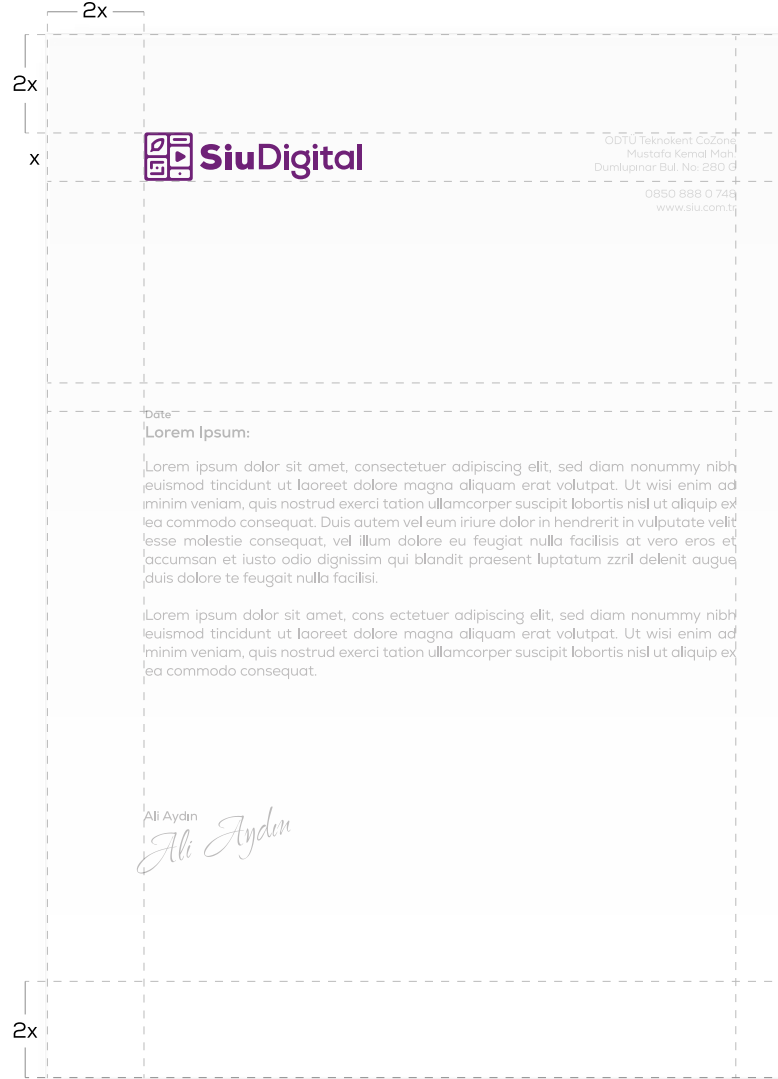 2x
2x
x
SiuDigital
ODTÜ Teknokent CoZone
Mustafa Kemal Mah.
Dumlupınar Bul. No: 280 G
0850 888 0 748
www.siu.com.tr
Date
Lorem Ipsum:
Lorem ipsum dolor sit amet, consectetuer adipiscing elit, sed diam nonummy nibh
euismod tincidunt ut laoreet dolore magna aliquam erat volutpat. Ut wisi enim ad
minim veniam, quis nostrud exerci tation ullamcorper suscipit lobortis nisl ut aliquip ex
ea commodo consequat. Duis autem vel eum iriure dolor in hendrerit in vulputate velit
esse molestie consequat, vel illum dolore eu feugiat nulla facilisis at vero eros et
accumsan et iusto odio dignissim qui blandit praesent luptatum zzril delenit augue
duis dolore te feugait nulla facilisi.
Lorem ipsum dolor sit amet, cons ectetuer adipiscing elit, sed diam nonummy nibh
euismod tincidunt ut laoreet dolore magna aliquam erat volutpat. Ut wisi enim ad
minim veniam, quis nostrud exerci tation ullamcorper suscipit lobortis nisl ut aliquip ex
ea commodo consequat.
Ali Aydın
Ali Aydın
2x